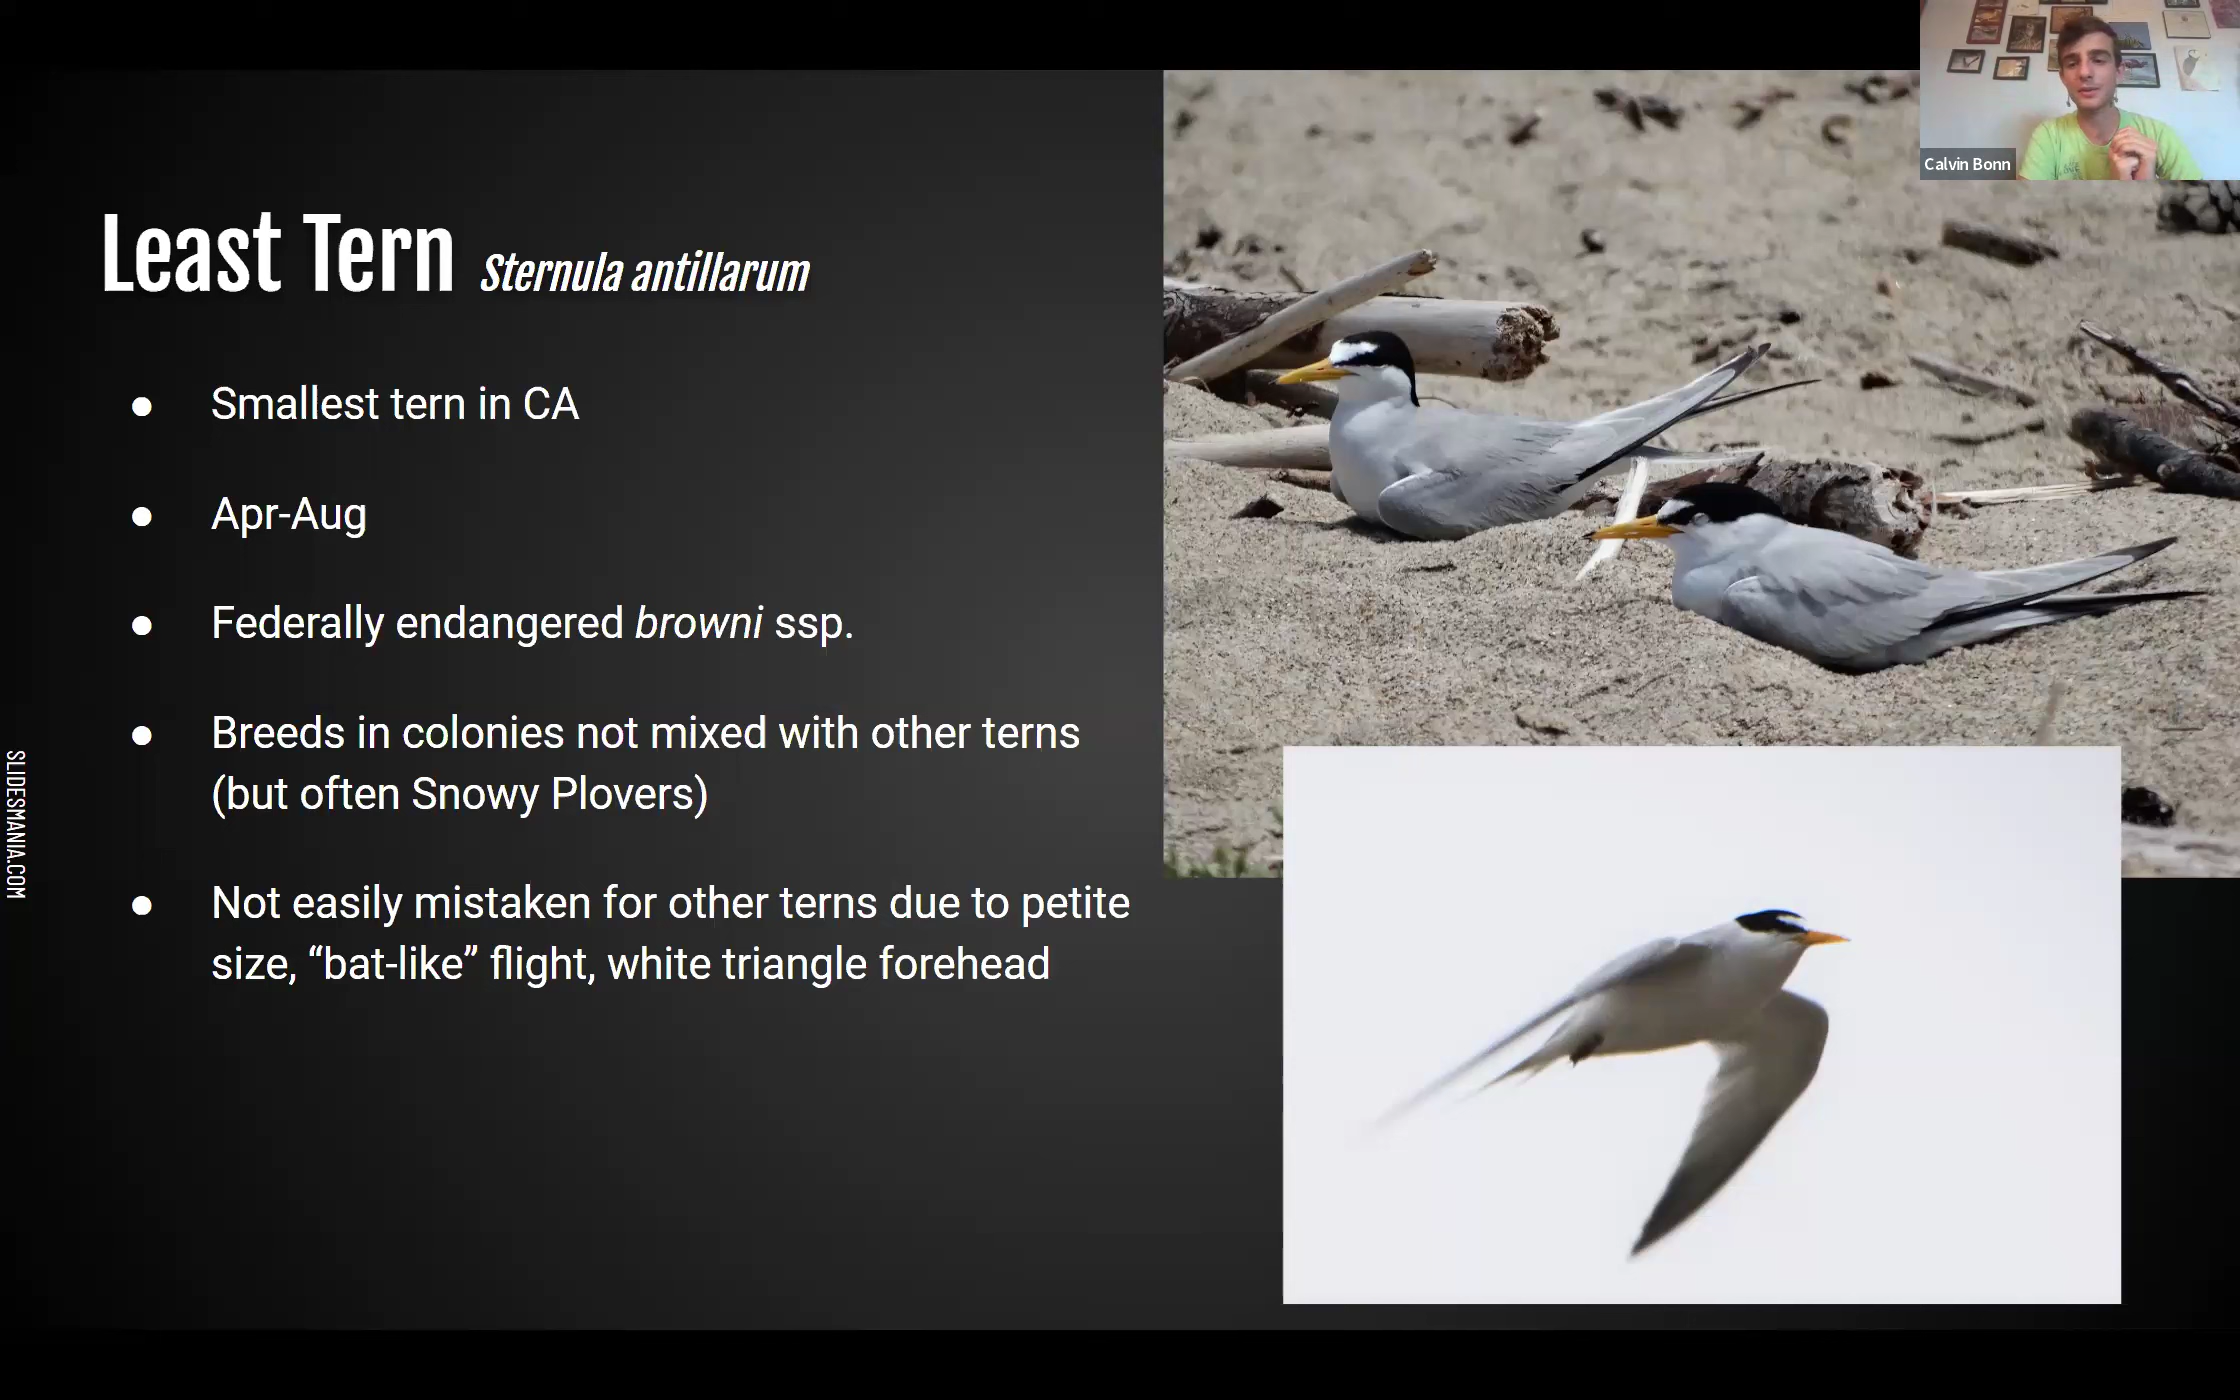 Calvin Bonn
Least Tern Sternula antillarum
● Smallest tern in CA
● Apr-Aug
● Federally endangered browni ssp.
● Breeds in colonies not mixed with other terns
(but often Snowy Plovers)
● Not easily mistaken for other terns due to petite
size, “bat-like” flight, white triangle forehead
SLIDESMANIA.COM